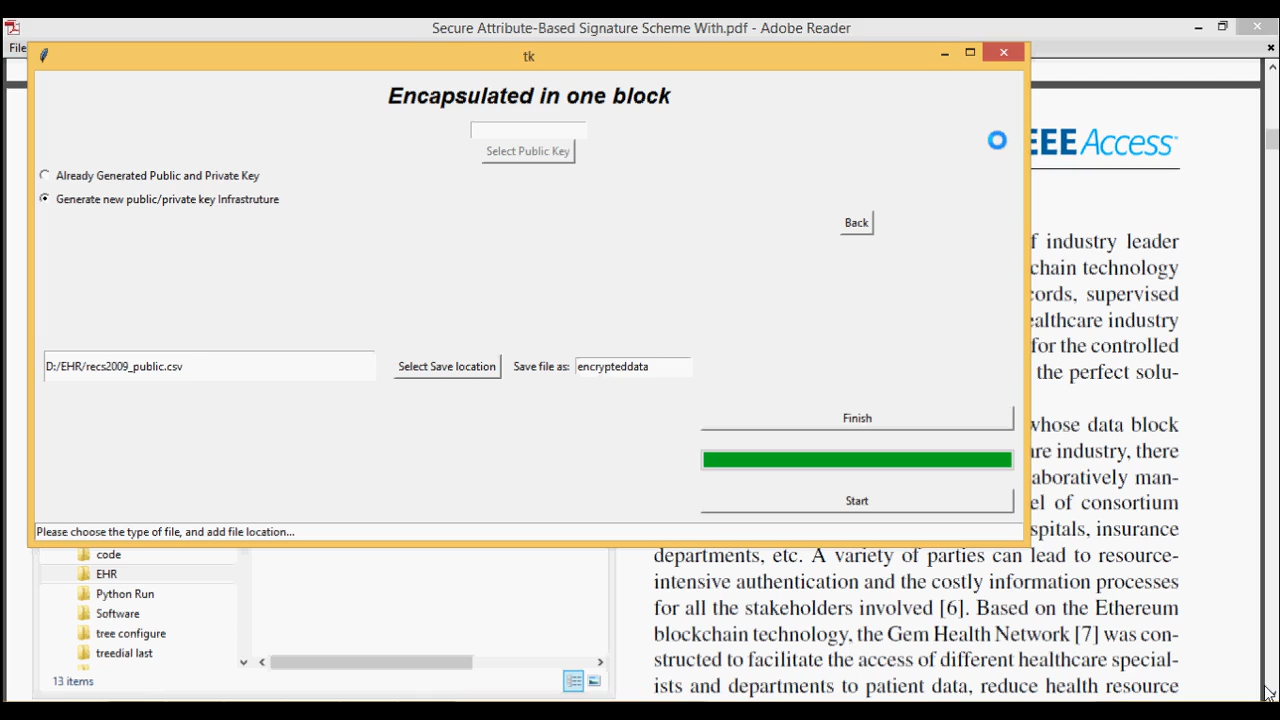 Secure Attribute-Based Signature Scheme With.pdf - Adobe Reader
File
tk
Encapsulated in one block
Select Public Key
Already Generated Public and Private Key
Generate new public/private key Infrastruture
Back
D:/EHR/recs2009_public.csv
Select Save location
Save file as:
encrypteddata
Finish
Start
Please choose the type of file, and add file location...
code
EHR
Python Run
Software
tree configure
treedial last
13 items
EEE Access
f industry leader
chain technology
ords, supervised
ealthcare industry
for the controlled
the perfect solu-
whose data block
re industry, there
aboratively man-
el of consortium
spitals, insurance
departments, etc. A variety of parties can lead to resource-
intensive authentication and the costly information processes
for all the stakeholders involved [6]. Based on the Ethereum
blockchain technology, the Gem Health Network [7] was con-
structed to facilitate the access of different healthcare special-
ists and departments to patient data, reduce health resource